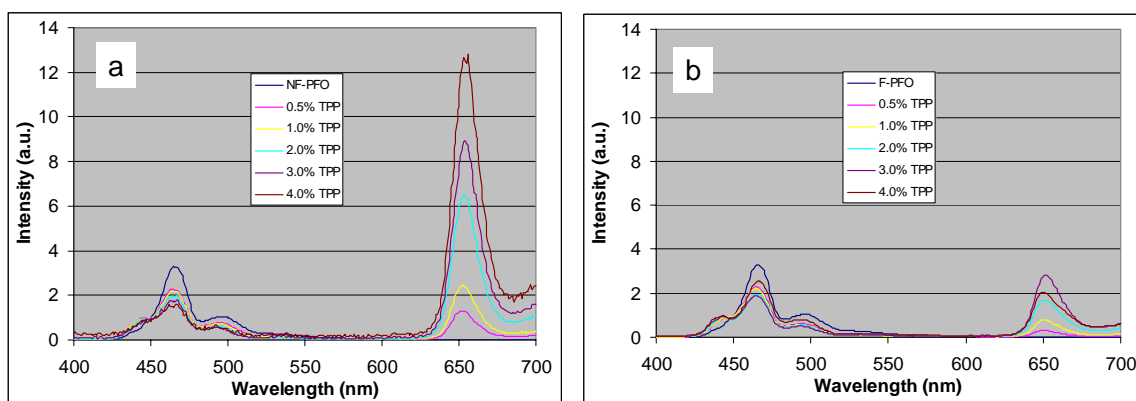 a
14
12
10
8
6
4
2
0
Intensity (a.u.)
NF-PFO
0.5% TPP
1.0% TPP
2.0% TPP
3.0% TPP
4.0% TPP
400 450 500 550 600 650 700
Wavelength (nm)
b
14
12
10
8
6
4
2
0
Intensity (a.u.)
F-PFO
0.5% TPP
1.0% TPP
2.0% TPP
3.0% TPP
4.0% TPP
400 450 500 550 600 650 700
Wavelength (nm)